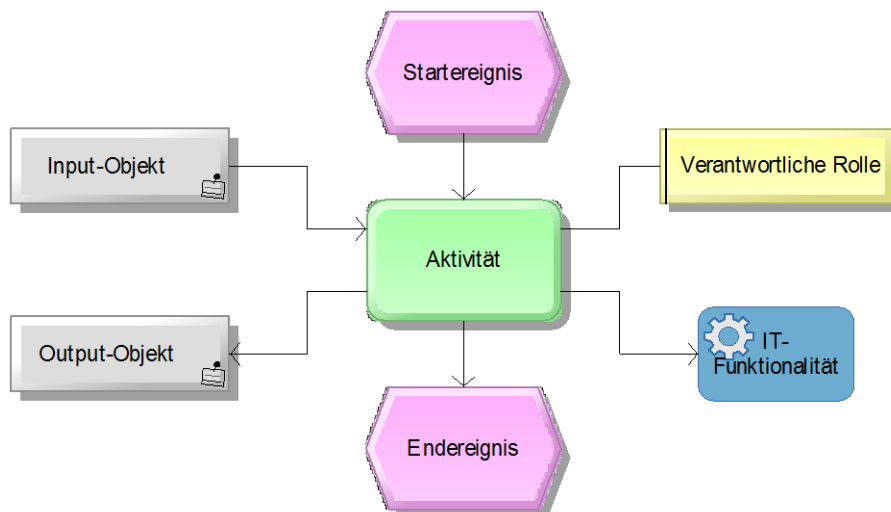 Startereignis
Input-Objekt
Verantwortliche Rolle
Aktivität
Output-Objekt
IT-
Funktionalität
Endereignis